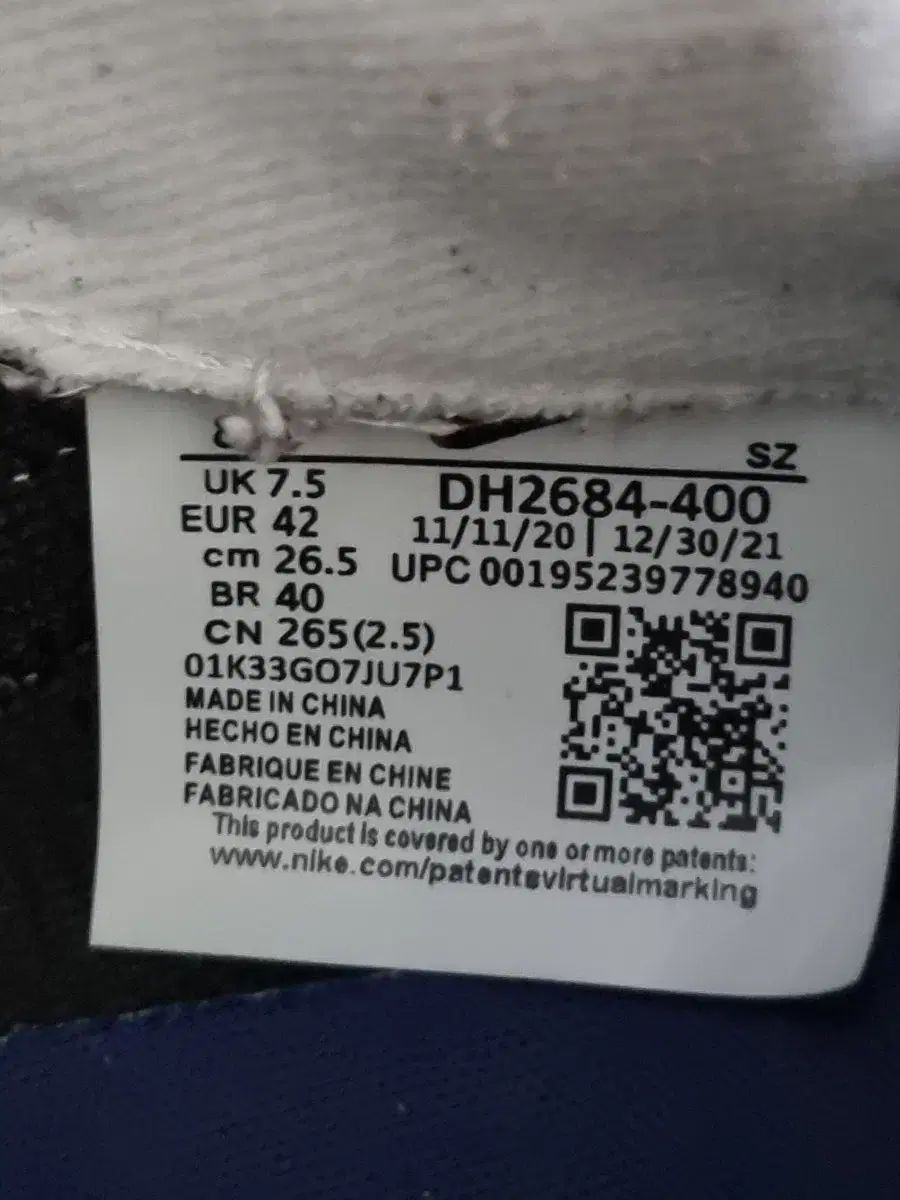 SZ
UK 7.5
DH2684-400
EUR 42
11/11/20 | 12/30/21
cm 26.5
UPC 00195239778940
BR 40
CN 265(2.5)
01K33GO7JU7P1
MADE IN CHINA
HECHO EN CHINA
FABRIQUE EN CHINE
FABRICADO NA CHINA
This product is covered by one or more patents:
www.nike.com/patentsvirtualmarking